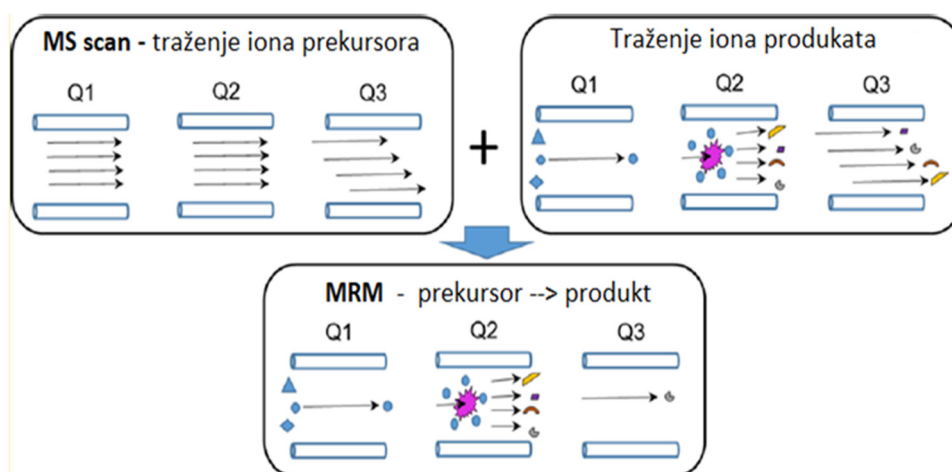 MS scan - traženje iona prekursora
Q1 Q2 Q3
+
Traženje iona produkata
Q1 Q2 Q3
MRM - prekursor --> produkt
Q1 Q2 Q3